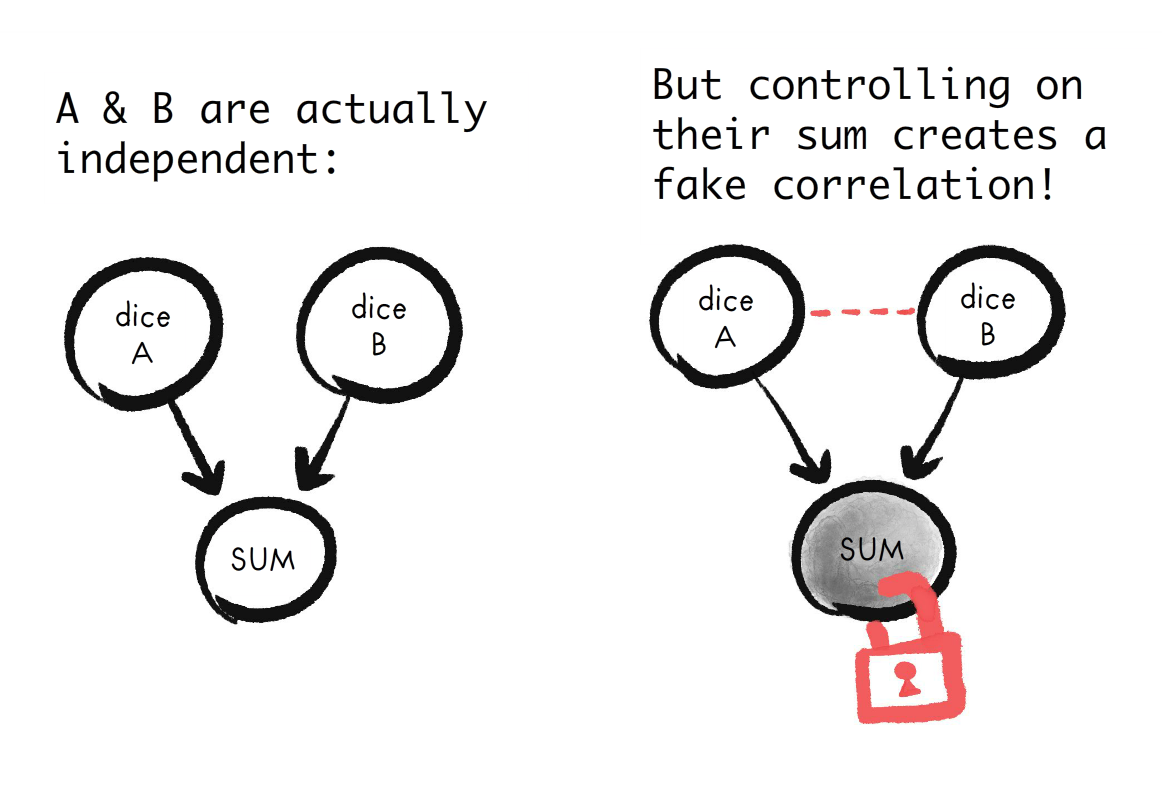 A & B are actually
independent:
dice
A
dice
B
SUM
But controlling on
their sum creates a
fake correlation!
dice
A
dice
B
SUM